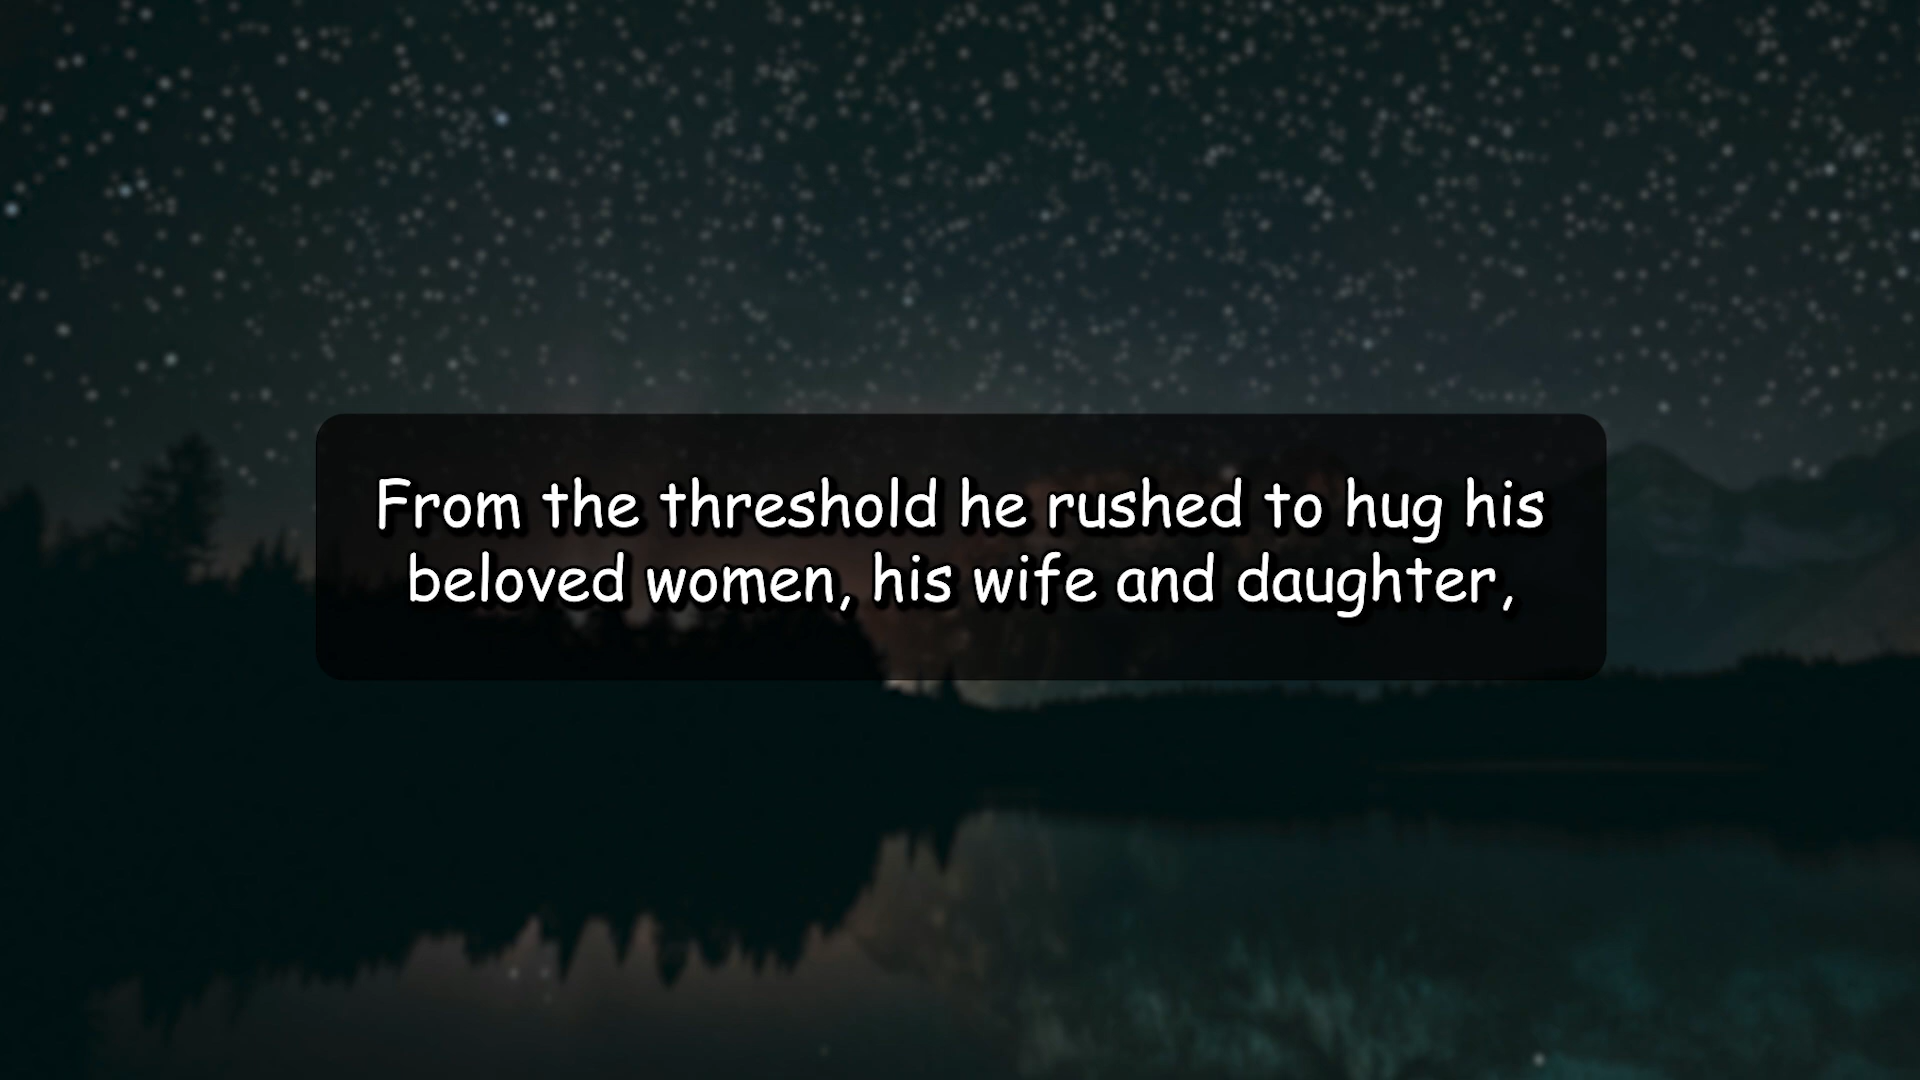 From the threshold he rushed to hug his
beloved women, his wife and daughter,